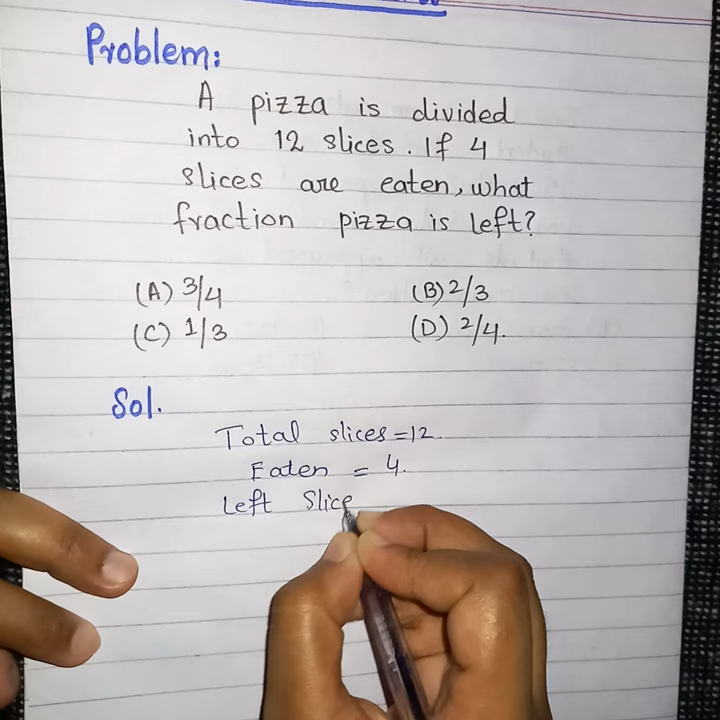 Problem:
A pizza is divided
into 12 slices. If 4
slices are eaten, what
fraction pizza is left?
(A) 3/4 (B) 2/3
(C) 1/3 (D) 2/4.
Sol.
Total slices = 12.
Eaten = 4.
Left Slice